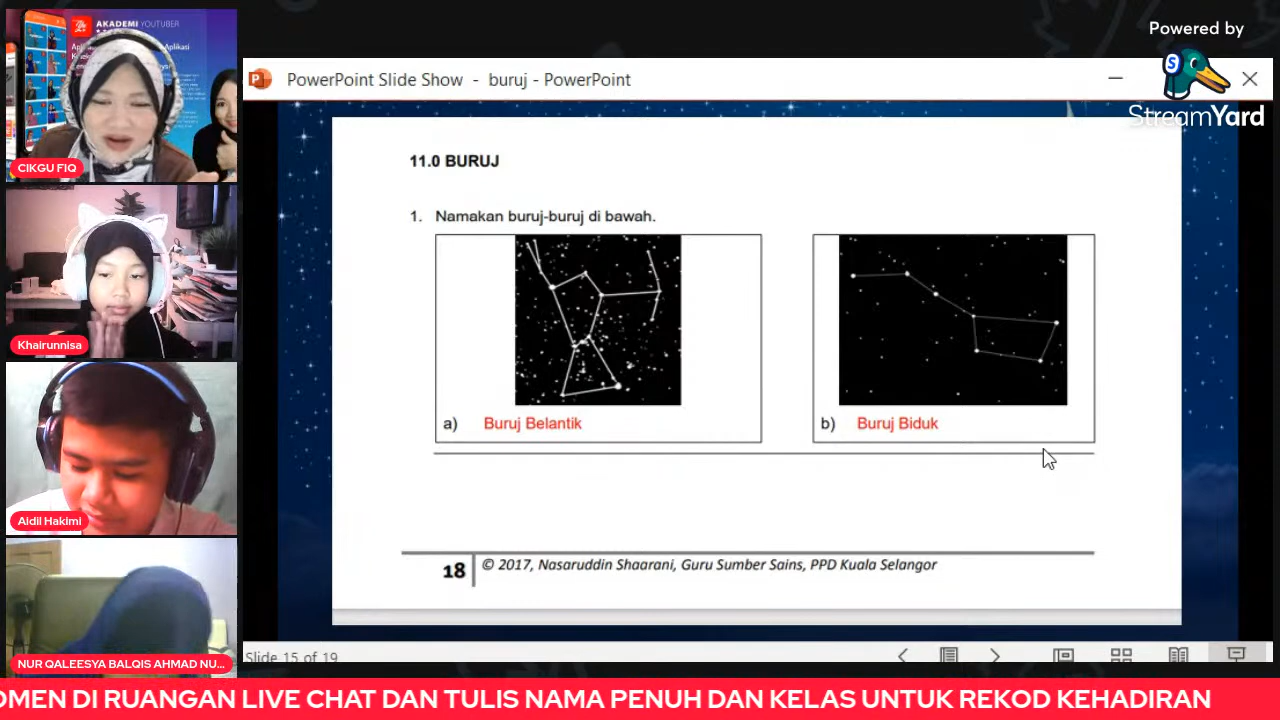 AKADEMI YOUTUBER
CIKGU FIQ
Khairunnisa
Aidil Hakimi
NUR QALEESYA BALQIS AHMAD NU...
Powered by
S
StreamYard
P
PowerPoint Slide Show - buruj - PowerPoint
11.0 BURUJ
1. Namakan buruj-buruj di bawah.
a) Buruj Belantik
b) Buruj Biduk
18
© 2017, Nasaruddin Shaarani, Guru Sumber Sains, PPD Kuala Selangor
Slide 15 of 19
OMEN DI RUANGAN LIVE CHAT DAN TULIS NAMA PENUH DAN KELAS UNTUK REKOD KEHADIRAN